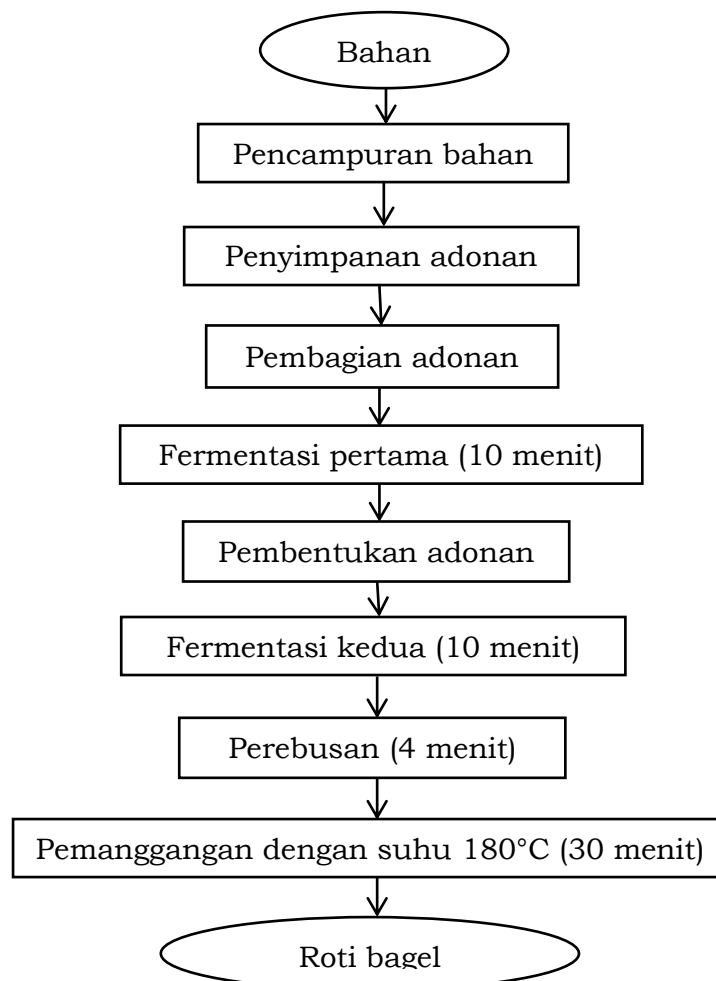 Bahan
Pencampuran bahan
Penyimpanan adonan
Pembagian adonan
Fermentasi pertama (10 menit)
Pembentukan adonan
Fermentasi kedua (10 menit)
Perebusan (4 menit)
Pemanggangan dengan suhu 180°C (30 menit)
Roti bagel